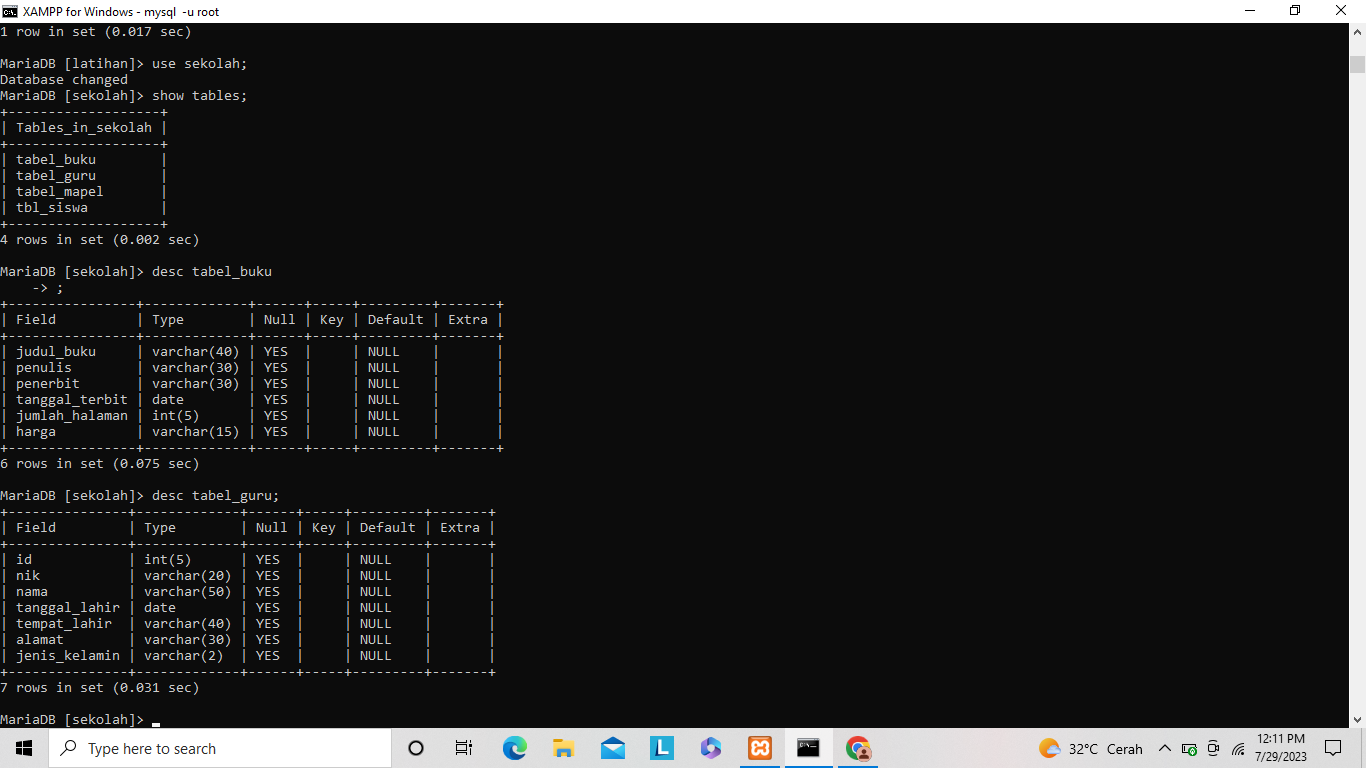 XAMPP for Windows - mysql  -u root
1 row in set (0.017 sec)

MariaDB [latihan]> use sekolah;
Database changed
MariaDB [sekolah]> show tables;
+-------------------+
| Tables_in_sekolah |
+-------------------+
| tabel_buku        |
| tabel_guru        |
| tabel_mapel       |
| tbl_siswa         |
+-------------------+
4 rows in set (0.002 sec)

MariaDB [sekolah]> desc tabel_buku
    -> ;
+----------------+-------------+------+-----+---------+-------+
| Field          | Type        | Null | Key | Default | Extra |
+----------------+-------------+------+-----+---------+-------+
| judul_buku     | varchar(40) | YES  |     | NULL    |       |
| penulis        | varchar(30) | YES  |     | NULL    |       |
| penerbit       | varchar(30) | YES  |     | NULL    |       |
| tanggal_terbit | date        | YES  |     | NULL    |       |
| jumlah_halaman | int(5)      | YES  |     | NULL    |       |
| harga          | varchar(15) | YES  |     | NULL    |       |
+----------------+-------------+------+-----+---------+-------+
6 rows in set (0.075 sec)

MariaDB [sekolah]> desc tabel_guru;
+---------------+-------------+------+-----+---------+-------+
| Field         | Type        | Null | Key | Default | Extra |
+---------------+-------------+------+-----+---------+-------+
| id            | int(5)      | YES  |     | NULL    |       |
| nik           | varchar(20) | YES  |     | NULL    |       |
| nama          | varchar(50) | YES  |     | NULL    |       |
| tanggal_lahir | date        | YES  |     | NULL    |       |
| tempat_lahir  | varchar(40) | YES  |     | NULL    |       |
| alamat        | varchar(30) | YES  |     | NULL    |       |
| jenis_kelamin | varchar(2)  | YES  |     | NULL    |       |
+---------------+-------------+------+-----+---------+-------+
7 rows in set (0.031 sec)

MariaDB [sekolah]> _
Type here to search
L
32°C Cerah
12:11 PM
7/29/2023